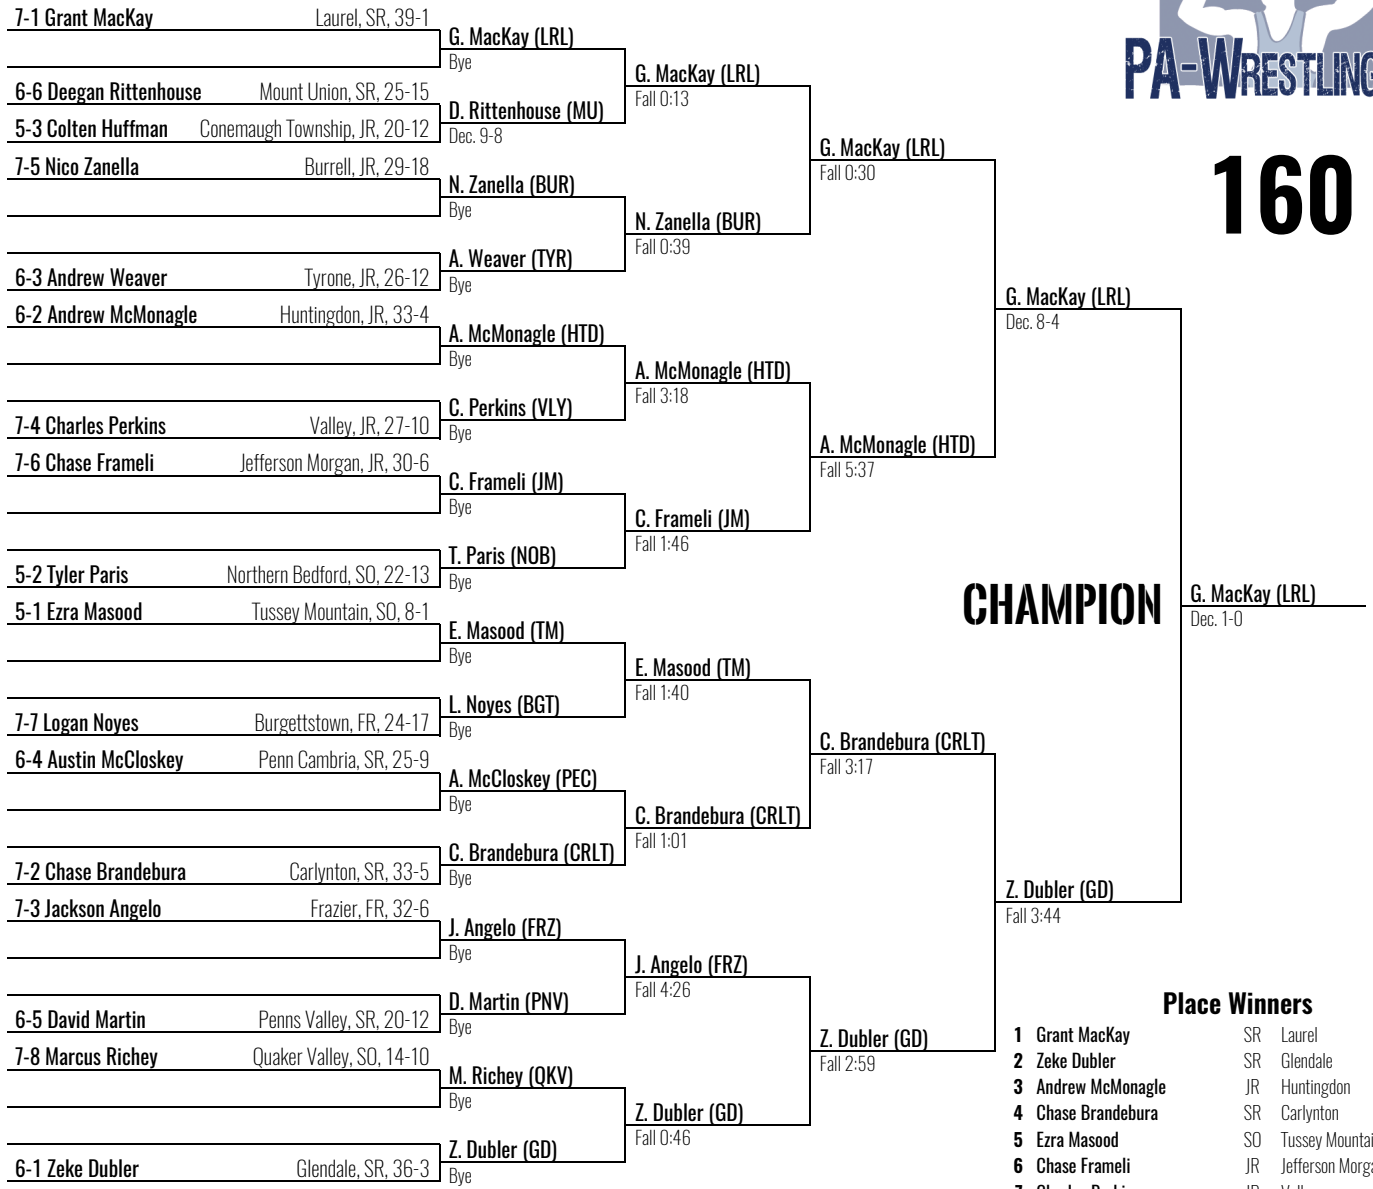 7-1 Grant MacKay Laurel, SR, 39-1
6-6 Deegan Rittenhouse Mount Union, SR, 25-15
5-3 Colten Huffman Conemaugh Township, JR, 20-12
7-5 Nico Zanella Burrell, JR, 29-18
6-3 Andrew Weaver Tyrone, JR, 26-12
6-2 Andrew McMonagle Huntingdon, JR, 33-4
7-4 Charles Perkins Valley, JR, 27-10
7-6 Chase Frameli Jefferson Morgan, JR, 30-6
5-2 Tyler Paris Northern Bedford, SO, 22-13
5-1 Ezra Masood Tussey Mountain, SO, 8-1
7-7 Logan Noyes Burgettstown, FR, 24-17
6-4 Austin McCloskey Penn Cambria, SR, 25-9
7-2 Chase Brandebura Carlynton, SR, 33-5
7-3 Jackson Angelo Frazier, FR, 32-6
6-5 David Martin Penns Valley, SR, 20-12
7-8 Marcus Richey Quaker Valley, SO, 14-10
6-1 Zeke Dubler Glendale, SR, 36-3
G. MacKay (LRL)
Bye
D. Rittenhouse (MU)
Dec. 9-8
N. Zanella (BUR)
Bye
A. Weaver (TYR)
Bye
A. McMonagle (HTD)
Bye
C. Perkins (VLY)
Bye
C. Frameli (JM)
Bye
T. Paris (NOB)
Bye
E. Masood (TM)
Bye
L. Noyes (BGT)
Bye
A. McCloskey (PEC)
Bye
C. Brandebura (CRLT)
Bye
J. Angelo (FRZ)
Bye
D. Martin (PNV)
Bye
M. Richey (QKV)
Bye
Z. Dubler (GD)
Bye
G. MacKay (LRL)
Fall 0:13
N. Zanella (BUR)
Fall 0:39
A. McMonagle (HTD)
Fall 3:18
C. Frameli (JM)
Fall 1:46
E. Masood (TM)
Fall 1:40
C. Brandebura (CRLT)
Fall 1:01
J. Angelo (FRZ)
Fall 4:26
Z. Dubler (GD)
Fall 0:46
G. MacKay (LRL)
Fall 0:30
A. McMonagle (HTD)
Fall 5:37
C. Brandebura (CRLT)
Fall 3:17
Z. Dubler (GD)
Fall 2:59
G. MacKay (LRL)
Dec. 8-4
Z. Dubler (GD)
Fall 3:44
PA-WRESTLING
160
CHAMPION
G. MacKay (LRL)
Dec. 1-0
Place Winners
1 Grant MacKay SR Laurel
2 Zeke Dubler SR Glendale
3 Andrew McMonagle JR Huntingdon
4 Chase Brandebura SR Carlynton
5 Ezra Masood SO Tussey Mountai
6 Chase Frameli JR Jefferson Morga